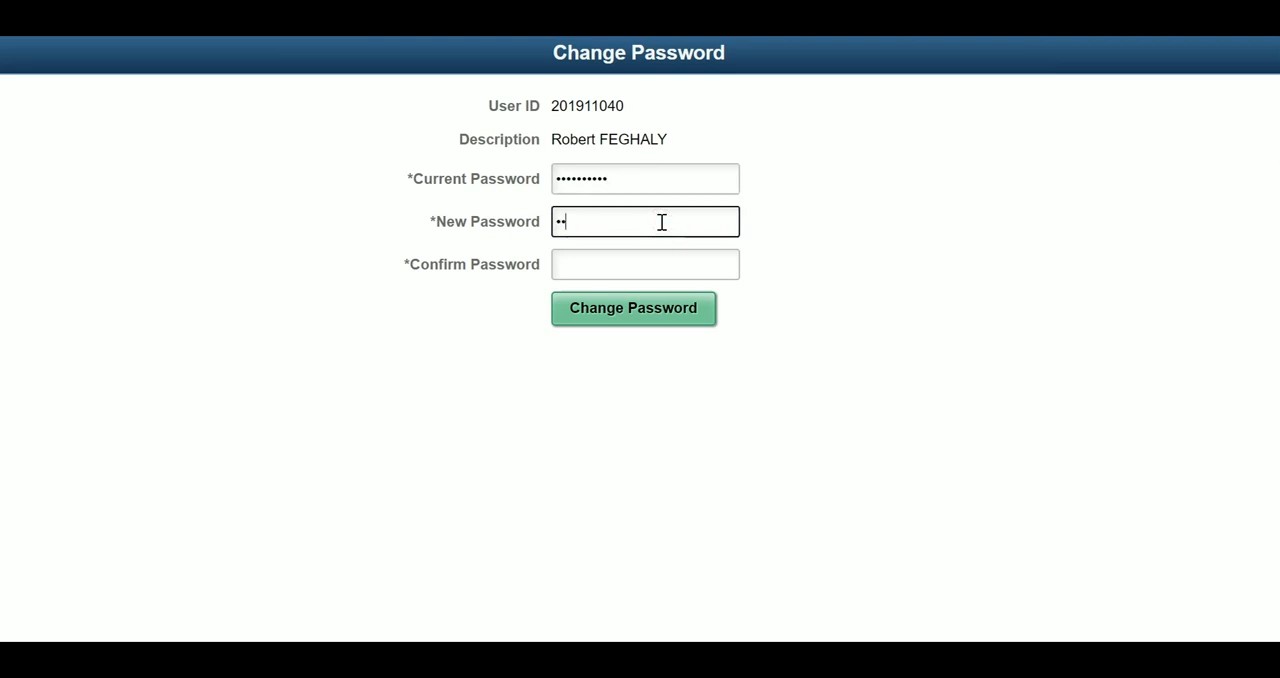 Change Password
User ID 201911040
Description Robert FEGHALY
*Current Password ••••••••••
*New Password ••
*Confirm Password
Change Password